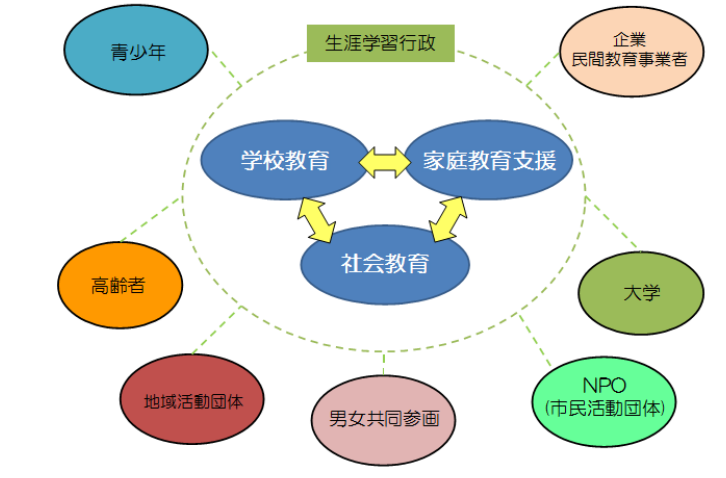 生涯学習行政
青少年
企業
民間教育事業者
学校教育
家庭教育支援
社会教育
高齢者
大学
地域活動団体
男女共同参画
NPO
(市民活動団体)